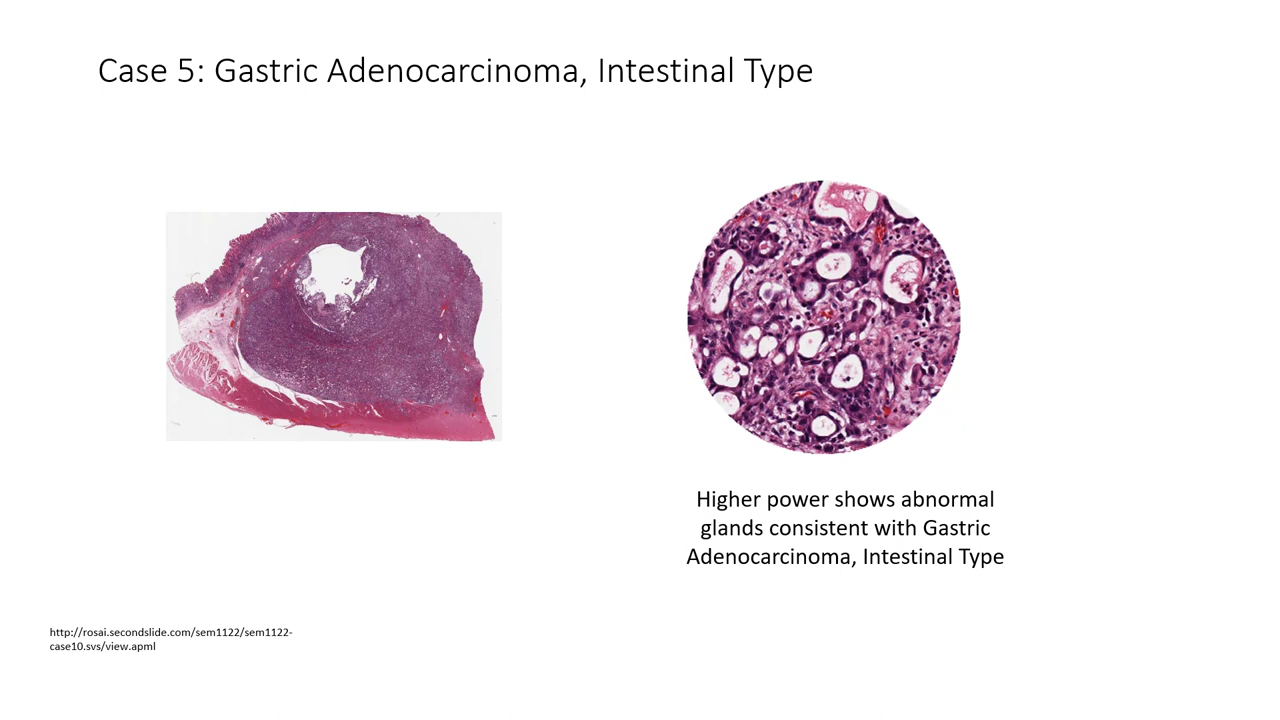 Case 5: Gastric Adenocarcinoma, Intestinal Type
Higher power shows abnormal
glands consistent with Gastric
Adenocarcinoma, Intestinal Type
http://rosai.secondslide.com/sem1122/sem1122-
case10.svs/view.apml